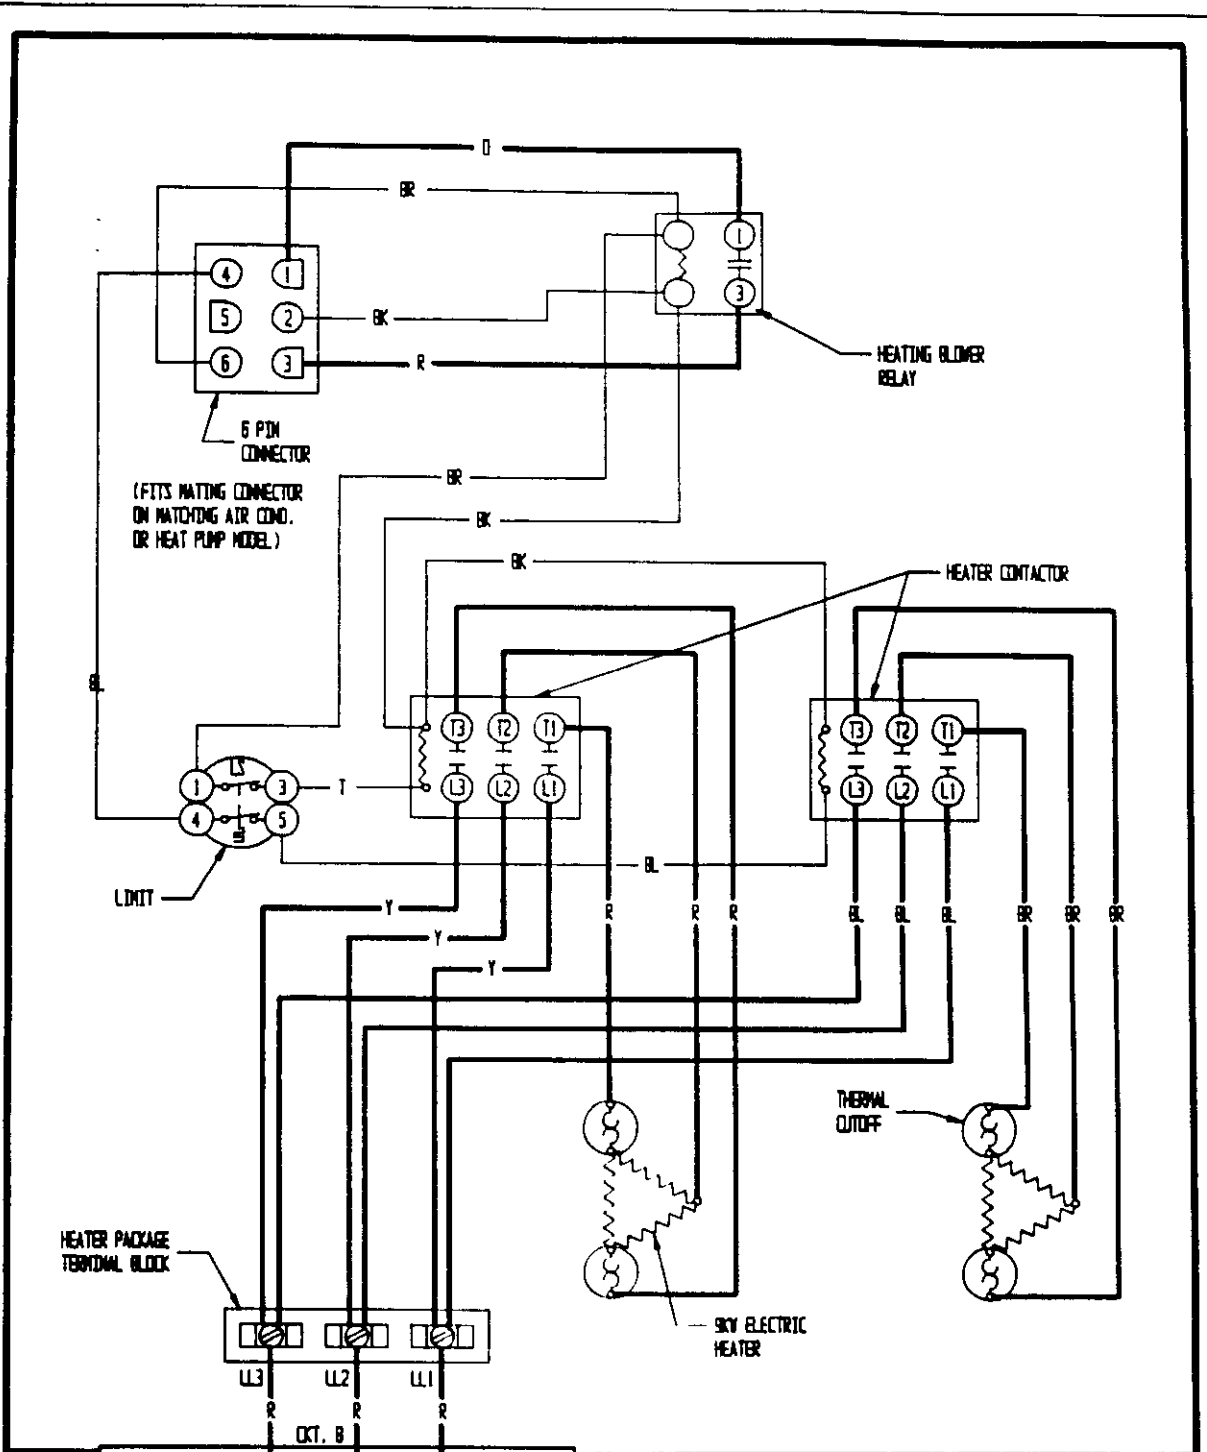 O
BR
1
4
1
5
2
BK
3
6
3
R
HEATING BLOWER
RELAY
6 PIN
CONNECTOR
BR
(FITS MATING CONNECTOR
ON MATCHING AIR COND.
OR HEAT PUMP MODEL)
BK
BK
HEATER CONTACTOR
BL
T3 T2 T1
T3 T2 T1
LS
1
3
T
L3 L2 L1
L3 L2 L1
4
5
BL
LIMIT
Y
R
R
R
BL
BL
BL
BR
BR
BR
Y
Y
THERMAL
CUTOFF
HEATER PACKAGE
TERMINAL BLOCK
9KW ELECTRIC
HEATER
LL3
LL2
LL1
R
R
R
CKT. B